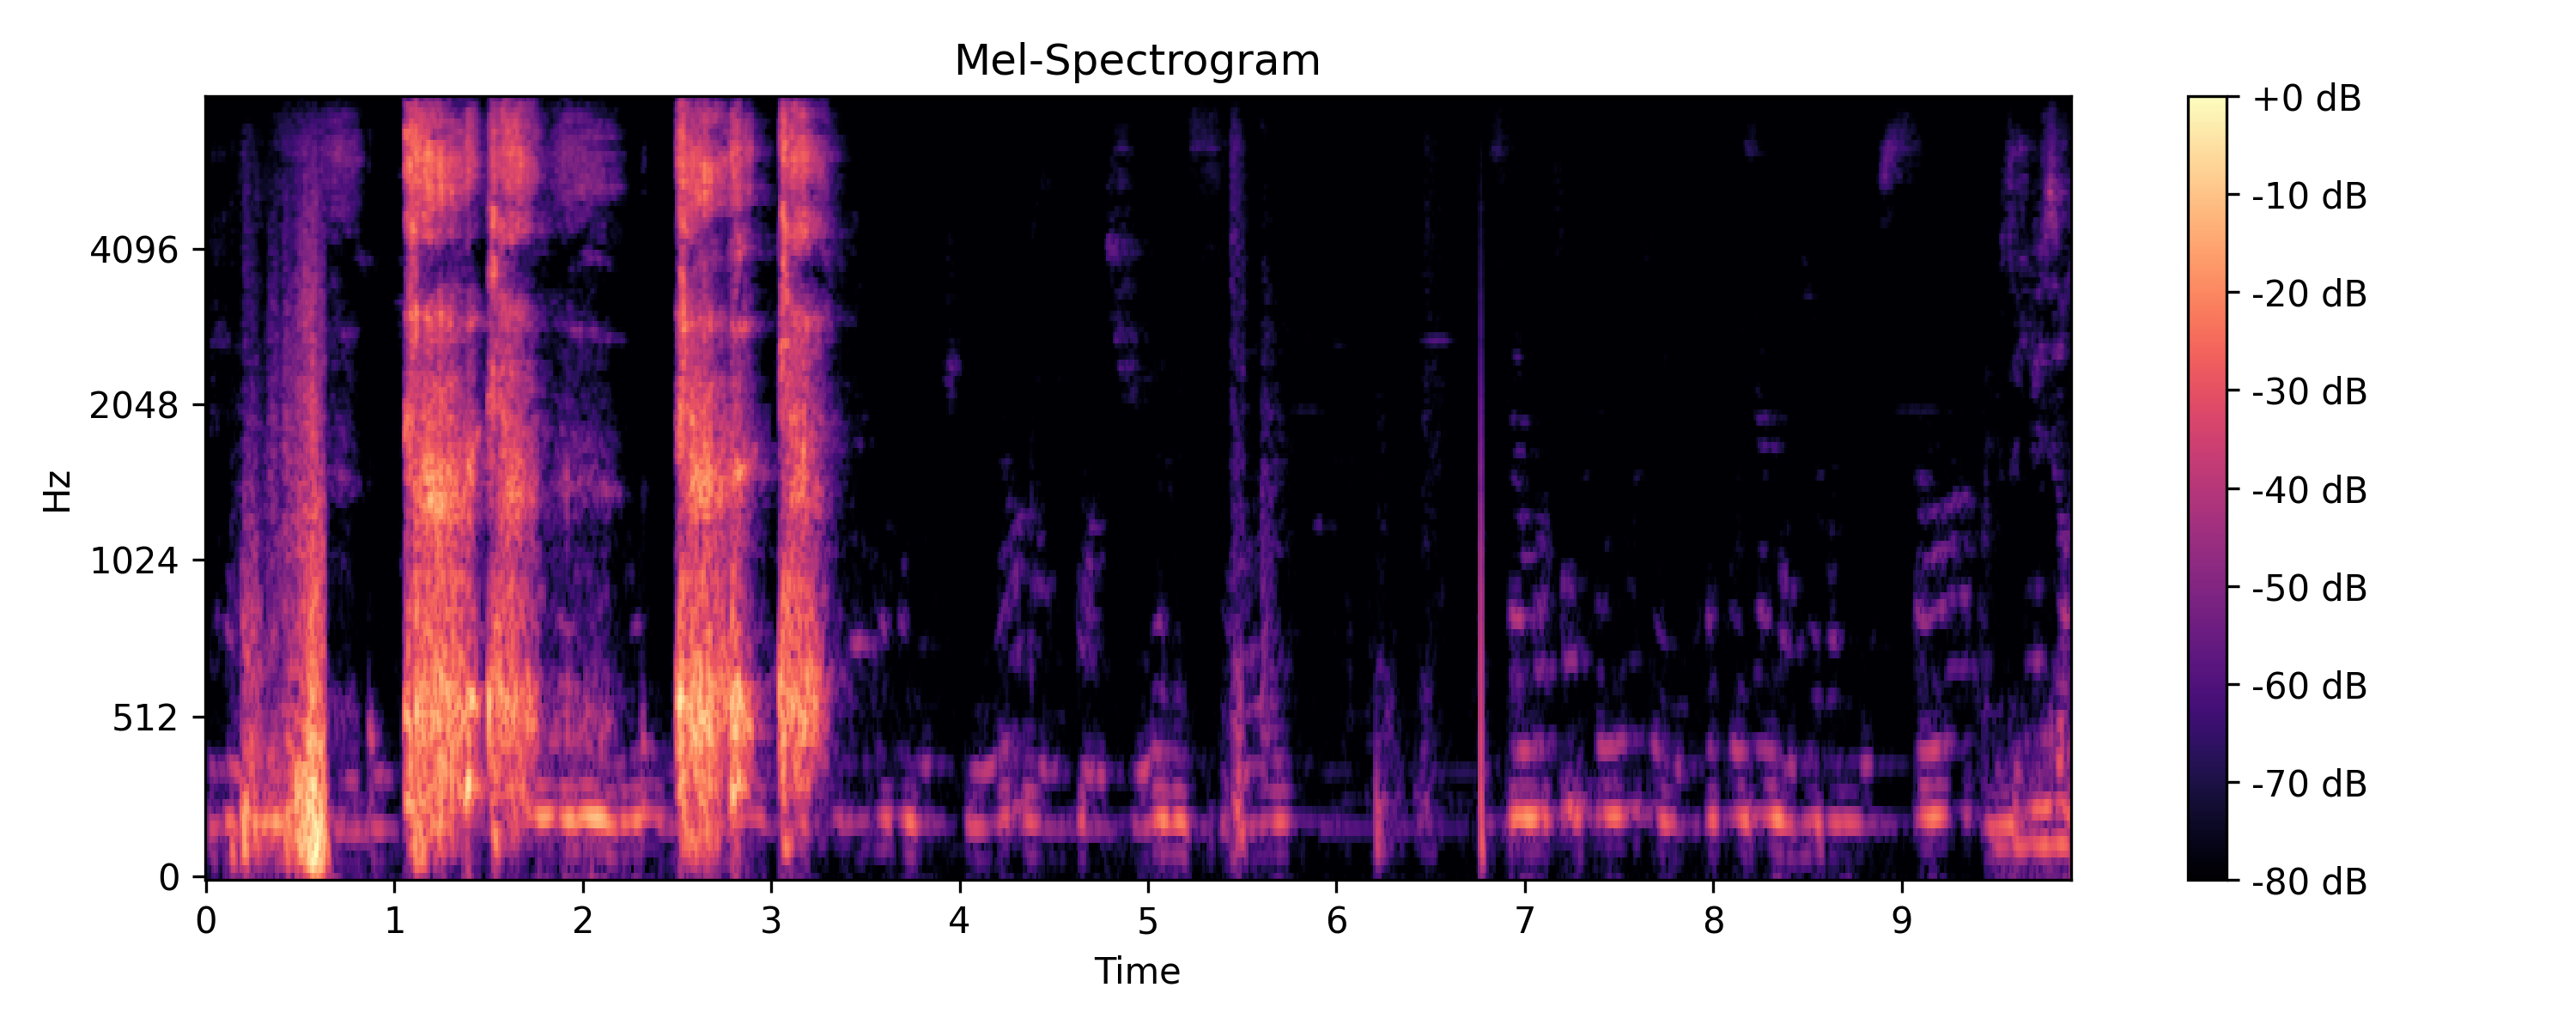 Mel-Spectrogram
Hz
4096
2048
1024
512
0
0 1 2 3 4 5 6 7 8 9
Time
+0 dB
-10 dB
-20 dB
-30 dB
-40 dB
-50 dB
-60 dB
-70 dB
-80 dB